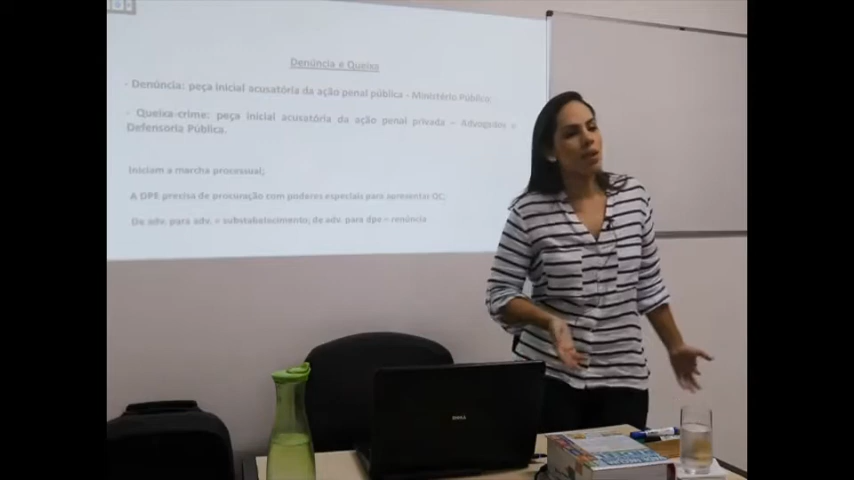 Denúncia e Queixa
- Denúncia: peça inicial acusatória da ação penal pública - Ministério Público;
- Queixa-crime: peça inicial acusatória da ação penal privada – Advogados e
Defensoria Pública.
Iniciam a marcha processual;
A DPE precisa de procuração com poderes especiais para apresentar QC;
De adv. para adv. = substabelecimento; de adv. para dpe = renúncia
DELL